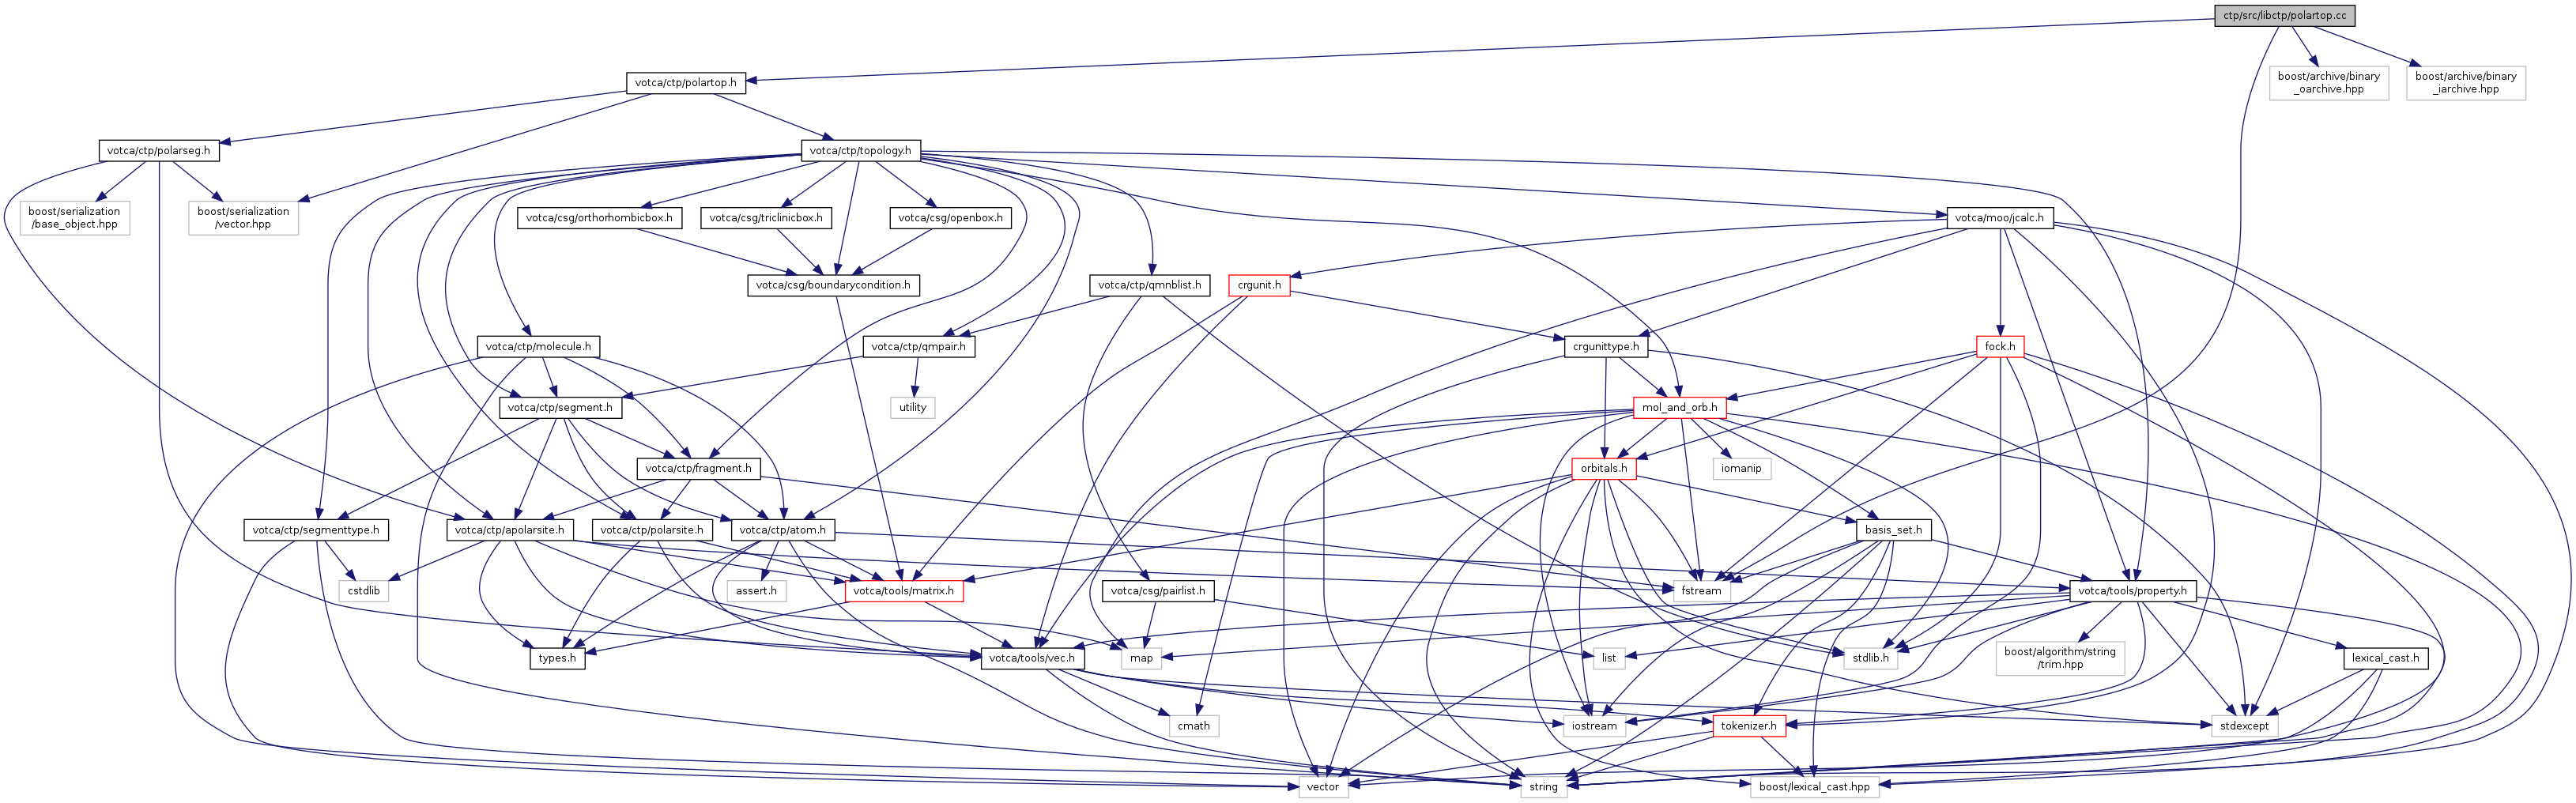 ctp/src/libctp/polartop.cc
votca/ctp/polartop.h
boost/archive/binary
_oarchive.hpp
boost/archive/binary
_iarchive.hpp
votca/ctp/polarseg.h
votca/ctp/topology.h
boost/serialization
/base_object.hpp
boost/serialization
/vector.hpp
votca/csg/orthorhombicbox.h
votca/csg/triclinicbox.h
votca/csg/openbox.h
votca/moo/jcalc.h
votca/csg/boundarycondition.h
votca/ctp/qmnblist.h
crgunit.h
votca/ctp/molecule.h
votca/ctp/qmpair.h
crgunittype.h
fock.h
votca/ctp/segment.h
utility
mol_and_orb.h
votca/ctp/fragment.h
orbitals.h
iomanip
votca/ctp/segmenttype.h
votca/ctp/apolarsite.h
votca/ctp/polarsite.h
votca/ctp/atom.h
basis_set.h
cstdlib
assert.h
votca/tools/matrix.h
fstream
votca/csg/pairlist.h
votca/tools/property.h
types.h
votca/tools/vec.h
map
list
stdlib.h
boost/algorithm/string
/trim.hpp
lexical_cast.h
cmath
iostream
tokenizer.h
stdexcept
vector
string
boost/lexical_cast.hpp